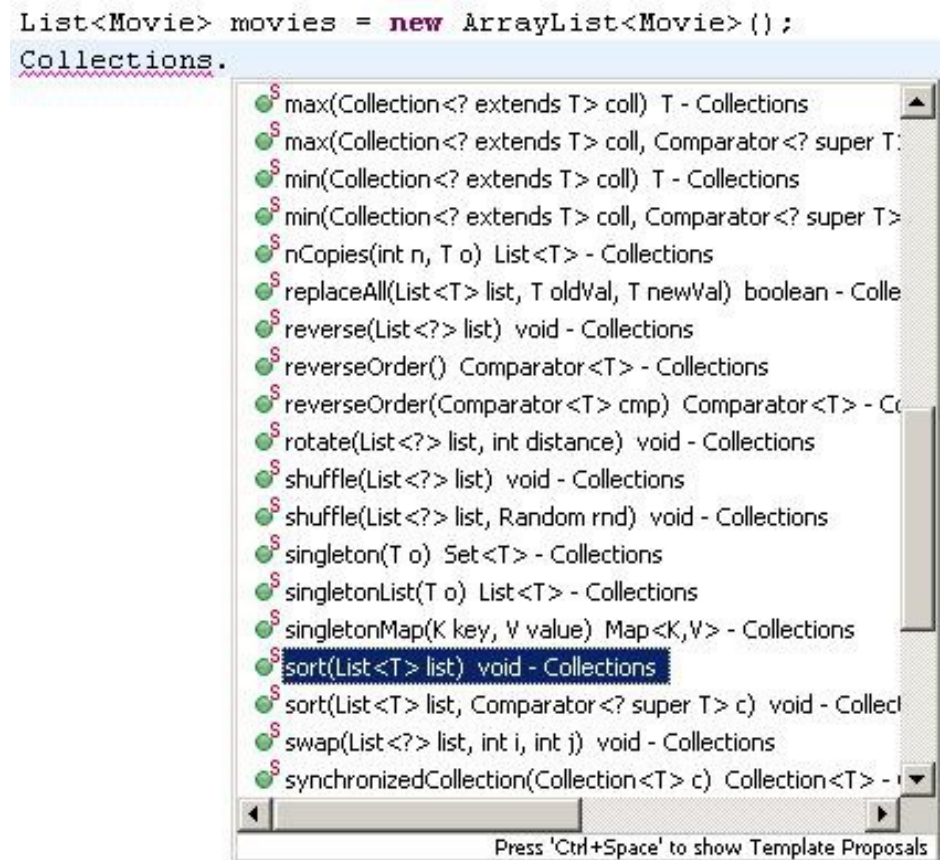 List<Movie> movies = new ArrayList<Movie>();
Collections.
S max(Collection<? extends T> coll) T - Collections
S max(Collection<? extends T> coll, Comparator<? super T>
S min(Collection<? extends T> coll) T - Collections
S min(Collection<? extends T> coll, Comparator<? super T>
S nCopies(int n, T o) List<T> - Collections
S replaceAll(List<T> list, T oldVal, T newVal) boolean - Colle
S reverse(List<?> list) void - Collections
S reverseOrder() Comparator<T> - Collections
S reverseOrder(Comparator<T> cmp) Comparator<T> - Co
S rotate(List<?> list, int distance) void - Collections
S shuffle(List<?> list) void - Collections
S shuffle(List<?> list, Random rnd) void - Collections
S singleton(T o) Set<T> - Collections
S singletonList(T o) List<T> - Collections
S singletonMap(K key, V value) Map<K,V> - Collections
S sort(List<T> list) void - Collections
S sort(List<T> list, Comparator<? super T> c) void - Collect
S swap(List<?> list, int i, int j) void - Collections
S synchronizedCollection(Collection<T> c) Collection<T> -
Press 'Ctrl+Space' to show Template Proposals